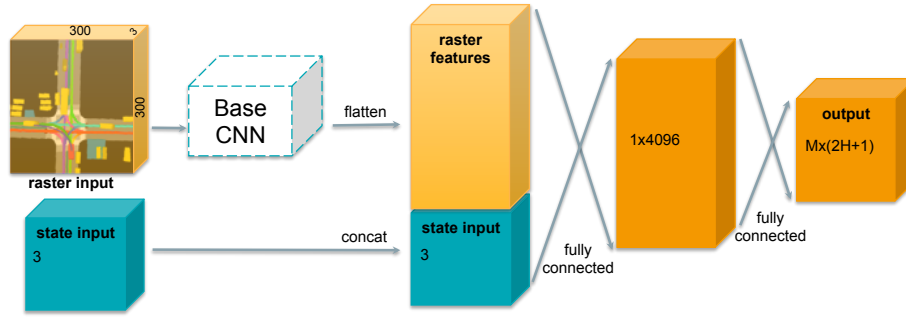 300
3
300
raster input
Base
CNN
flatten
raster
features
state input
3
concat
state input
3
fully
connected
1x4096
fully
connected
output
Mx(2H+1)